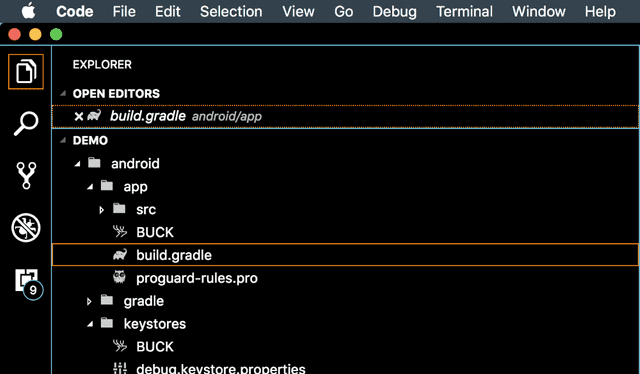 Code File Edit Selection View Go Debug Terminal Window Help
EXPLORER
OPEN EDITORS
build.gradle android/app
DEMO
android
app
src
BUCK
build.gradle
proguard-rules.pro
9
gradle
keystores
BUCK
debug.keystore.properties